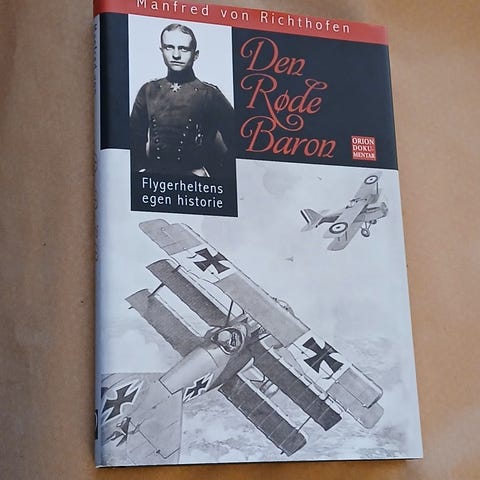 Manfred von Richthofen
Den
Røde
Baron
ORION
DOKU-
MENTAR
Flygerheltens
egen historie